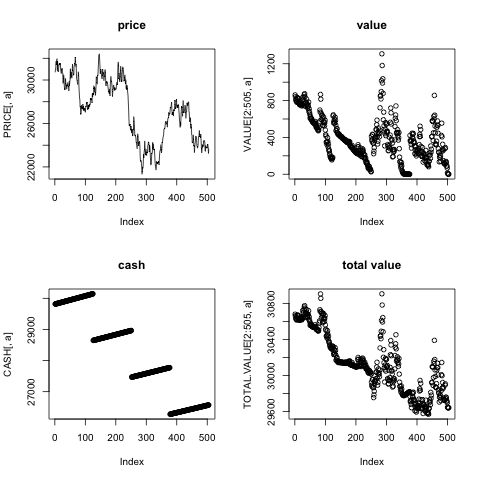 price
PRICE[, a]
22000 26000 30000
0 100 200 300 400 500
Index
value
VALUE[2:505, a]
0 400 800 1200
0 100 200 300 400 500
Index
cash
CASH[, a]
27000 29000
0 100 200 300 400 500
Index
total value
TOTAL.VALUE[2:505, a]
29600 30000 30400 30800
0 100 200 300 400 500
Index